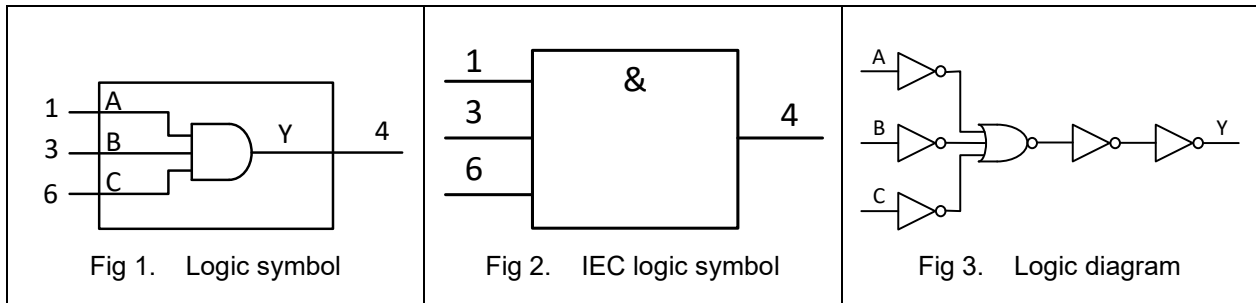 1
A
3
B
6
C
Y
4
Fig 1. Logic symbol
1
3
6
&
4
Fig 2. IEC logic symbol
A
B
C
Y
Fig 3. Logic diagram